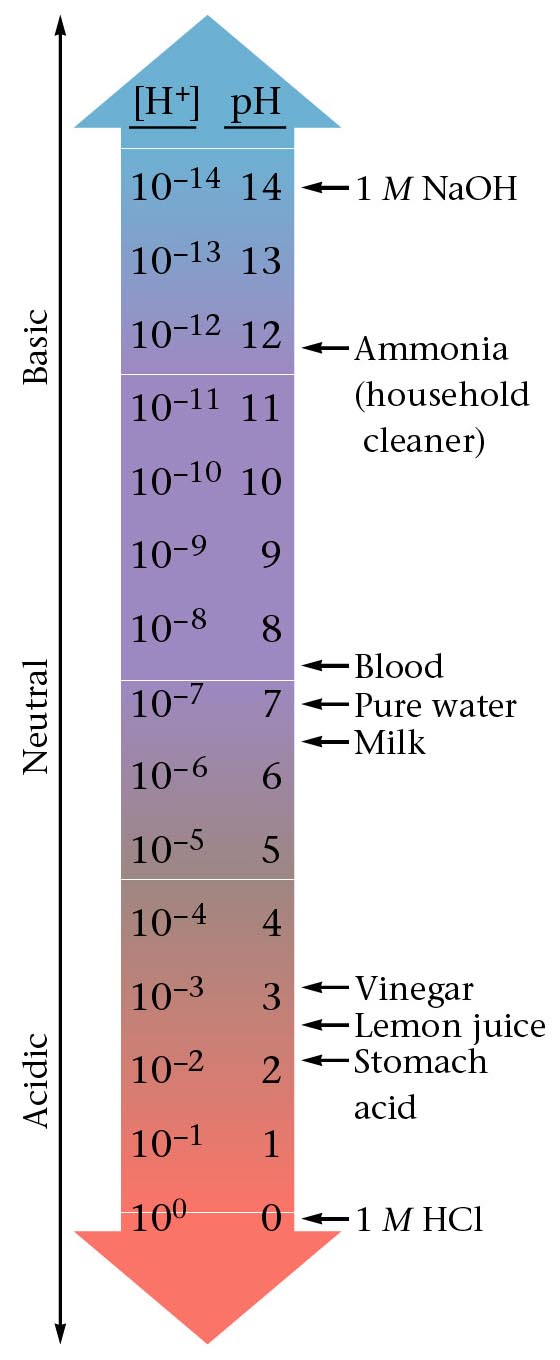 [H⁺] pH
10⁻¹⁴ 14 1 M NaOH
10⁻¹³ 13
10⁻¹² 12
Basic
Ammonia
(household
cleaner)
10⁻¹¹ 11
10⁻¹⁰ 10
10⁻⁹ 9
10⁻⁸ 8
Blood
Neutral
10⁻⁷ 7 Pure water
Milk
10⁻⁶ 6
10⁻⁵ 5
10⁻⁴ 4
10⁻³ 3 Vinegar
Lemon juice
Acidic
10⁻² 2 Stomach
acid
10⁻¹ 1
10⁰ 0 1 M HCl